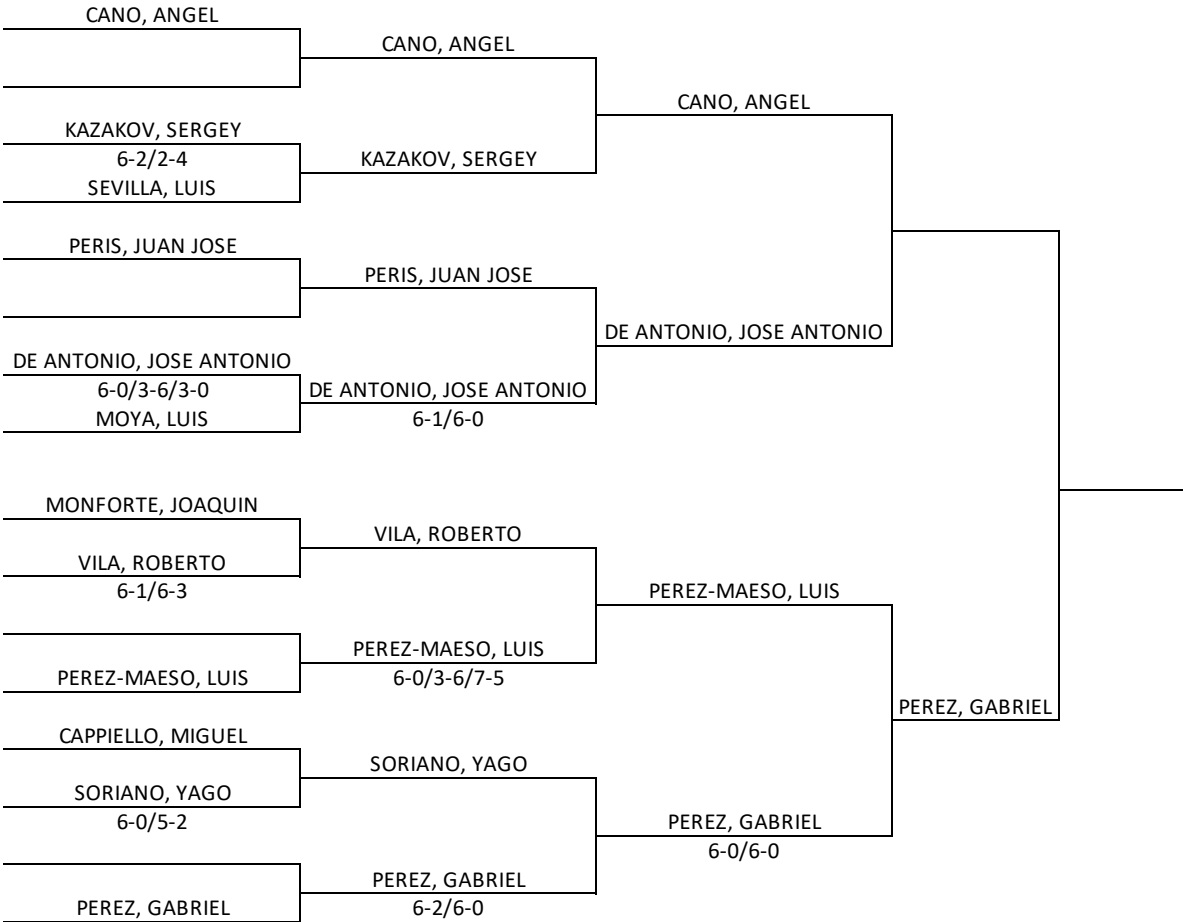 CANO, ANGEL
CANO, ANGEL
CANO, ANGEL
KAZAKOV, SERGEY
6-2/2-4
KAZAKOV, SERGEY
SEVILLA, LUIS
PERIS, JUAN JOSE
PERIS, JUAN JOSE
DE ANTONIO, JOSE ANTONIO
DE ANTONIO, JOSE ANTONIO
6-0/3-6/3-0
DE ANTONIO, JOSE ANTONIO
MOYA, LUIS
6-1/6-0
MONFORTE, JOAQUIN
VILA, ROBERTO
VILA, ROBERTO
6-1/6-3
PEREZ-MAESO, LUIS
PEREZ-MAESO, LUIS
PEREZ-MAESO, LUIS
6-0/3-6/7-5
PEREZ, GABRIEL
CAPPIELLO, MIGUEL
SORIANO, YAGO
SORIANO, YAGO
6-0/5-2
PEREZ, GABRIEL
6-0/6-0
PEREZ, GABRIEL
PEREZ, GABRIEL
6-2/6-0